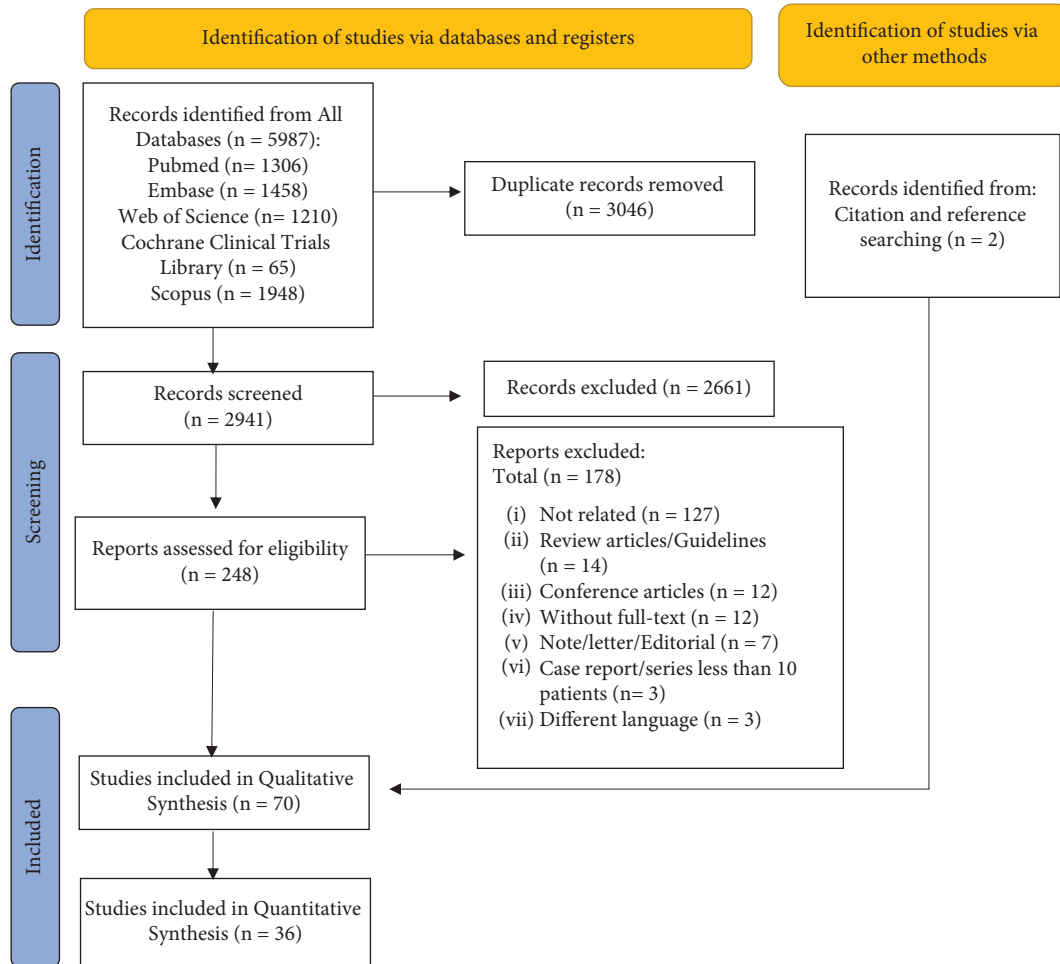 Identification of studies via databases and registers
Identification of studies via
other methods
Identification
Records identified from All
Databases (n = 5987):
Pubmed (n= 1306)
Embase (n = 1458)
Web of Science (n= 1210)
Cochrane Clinical Trials
Library (n = 65)
Scopus (n = 1948)
Duplicate records removed
(n = 3046)
Records identified from:
Citation and reference
searching (n = 2)
Screening
Records screened
(n = 2941)
Records excluded (n = 2661)
Reports assessed for eligibility
(n = 248)
Reports excluded:
Total (n = 178)
(i) Not related (n = 127)
(ii) Review articles/Guidelines
(n = 14)
(iii) Conference articles (n = 12)
(iv) Without full-text (n = 12)
(v) Note/letter/Editorial (n = 7)
(vi) Case report/series less than 10
patients (n= 3)
(vii) Different language (n = 3)
Included
Studies included in Qualitative
Synthesis (n = 70)
Studies included in Quantitative
Synthesis (n = 36)